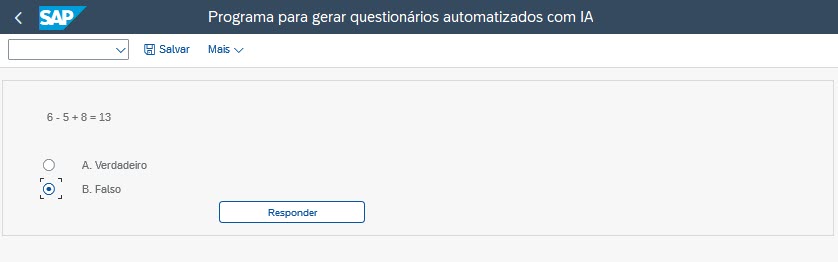 SAP
Programa para gerar questionários automatizados com IA
Salvar Mais
6 - 5 + 8 = 13
A. Verdadeiro
B. Falso
Responder